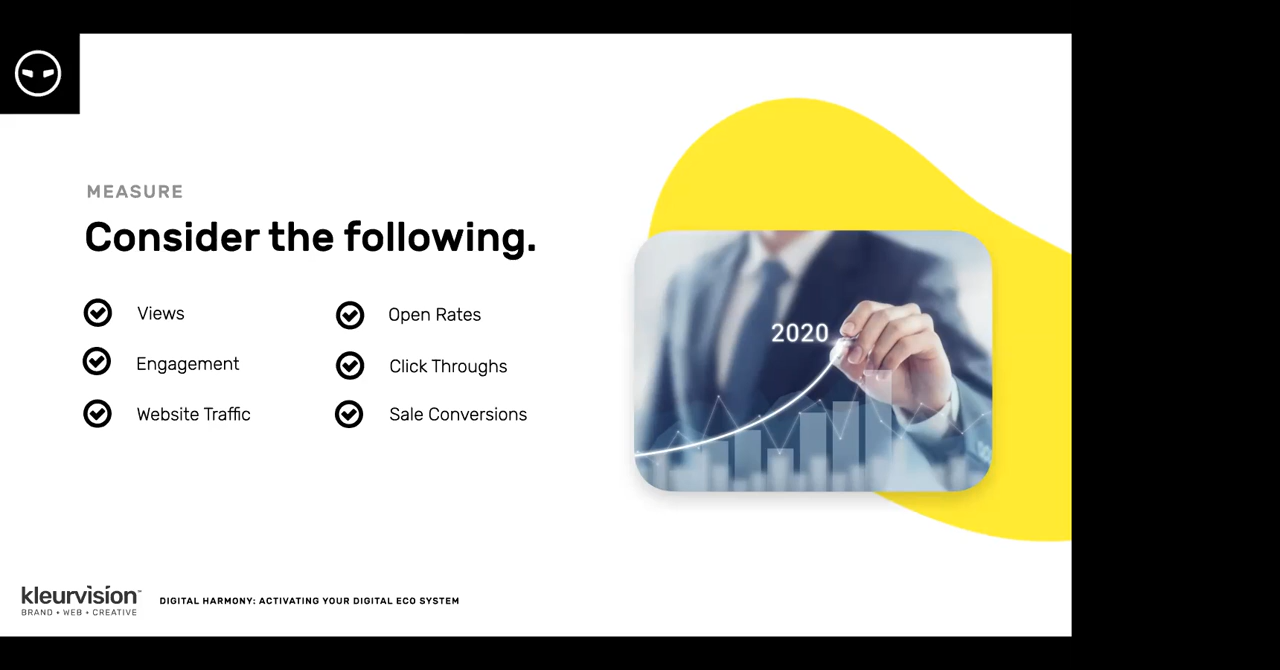 MEASURE
Consider the following.
Views
Engagement
Website Traffic
Open Rates
Click Throughs
Sale Conversions
2020
kleurvision™
BRAND + WEB + CREATIVE
DIGITAL HARMONY: ACTIVATING YOUR DIGITAL ECO SYSTEM